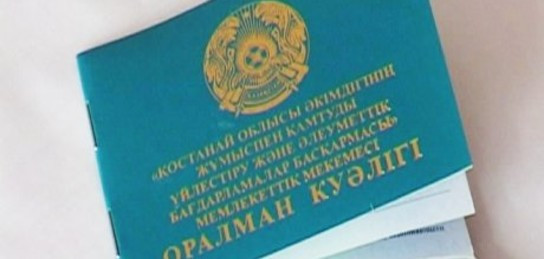 «ҚОСТАНАЙ ОБЛЫСЫ ӘКІМДІГІНІҢ
ЖҰМЫСПЕН ҚАМТУДЫ
ҮЙЛЕСТІРУ ЖӘНЕ ӘЛЕУМЕТТІК
БАҒДАРЛАМАЛАР БАСҚАРМАСЫ»
МЕМЛЕКЕТТІК МЕКЕМЕСІ
ОРАЛМАН КУӘЛІГІ